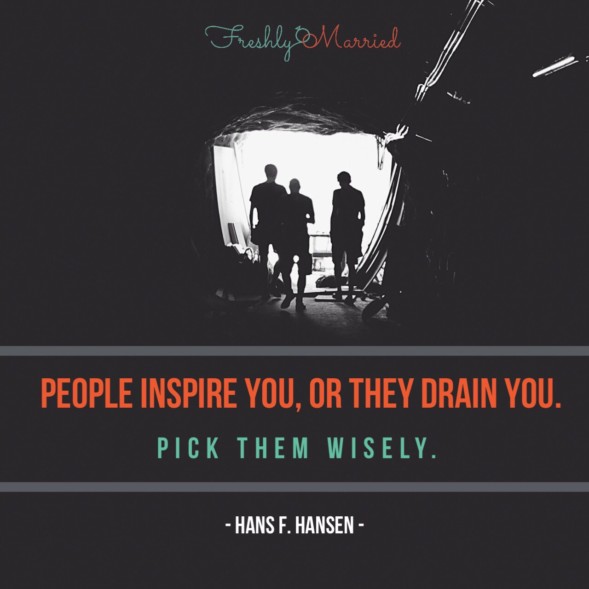 Freshly Married
PEOPLE INSPIRE YOU, OR THEY DRAIN YOU.
PICK THEM WISELY.
- HANS F. HANSEN -